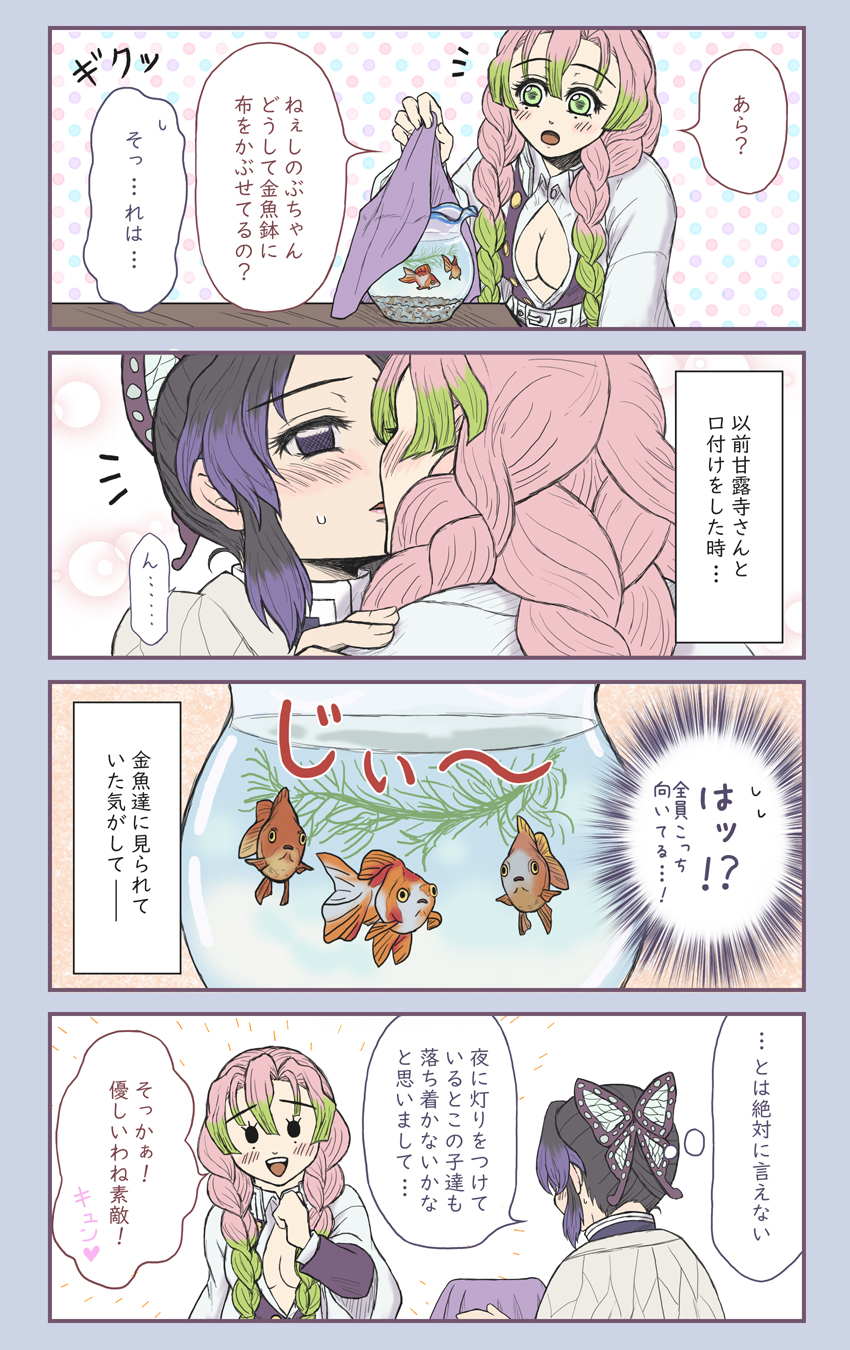 あら？
ねぇしのぶちゃん
どうして金魚鉢に
布をかぶせてるの？
ギクッ
そっ…れは…
以前甘露寺さんと
口付けをした時…
ん……
はッ!?
全員こっち
向いてる…！
じぃ〜
金魚達に見られて
いた気がして――
…とは絶対に言えない
夜に灯りをつけて
いるとこの子達も
落ち着かないかな
と思いまして…
そっかぁ！
優しいわね素敵！
キュン♥